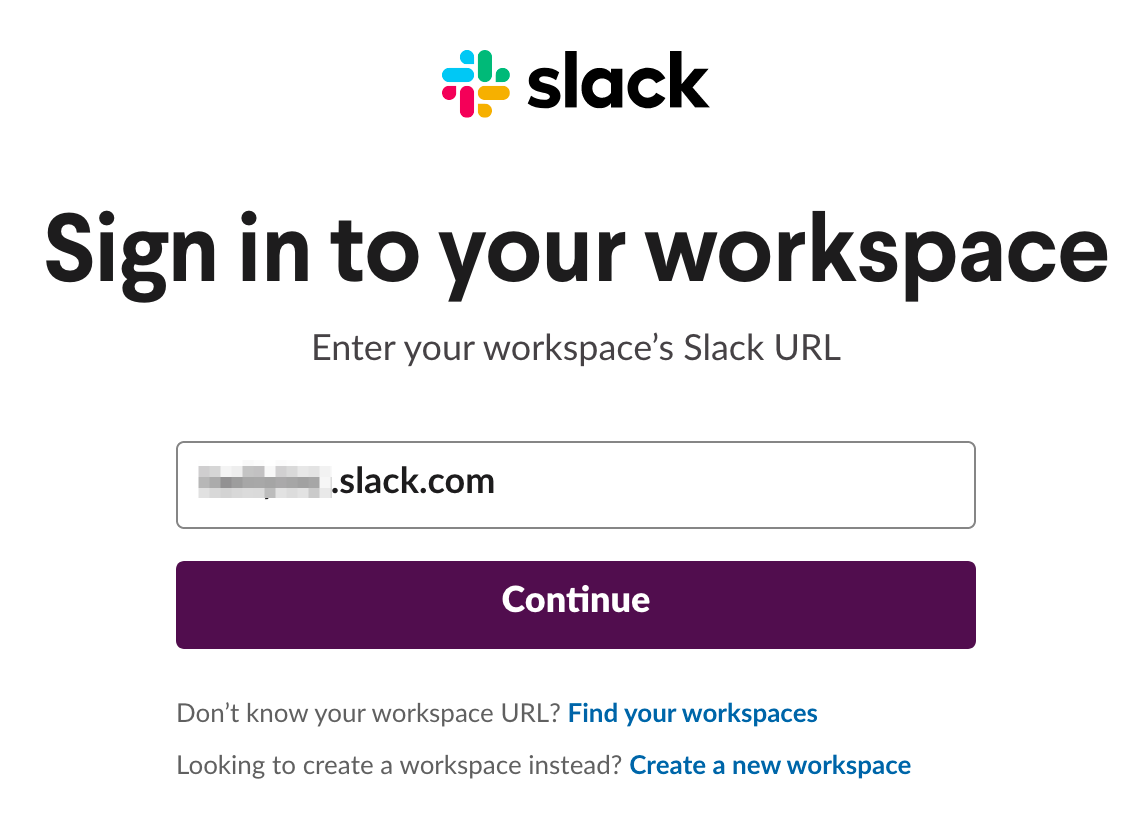 slack
Sign in to your workspace
Enter your workspace’s Slack URL
.slack.com
Continue
Don’t know your workspace URL? Find your workspaces
Looking to create a workspace instead? Create a new workspace